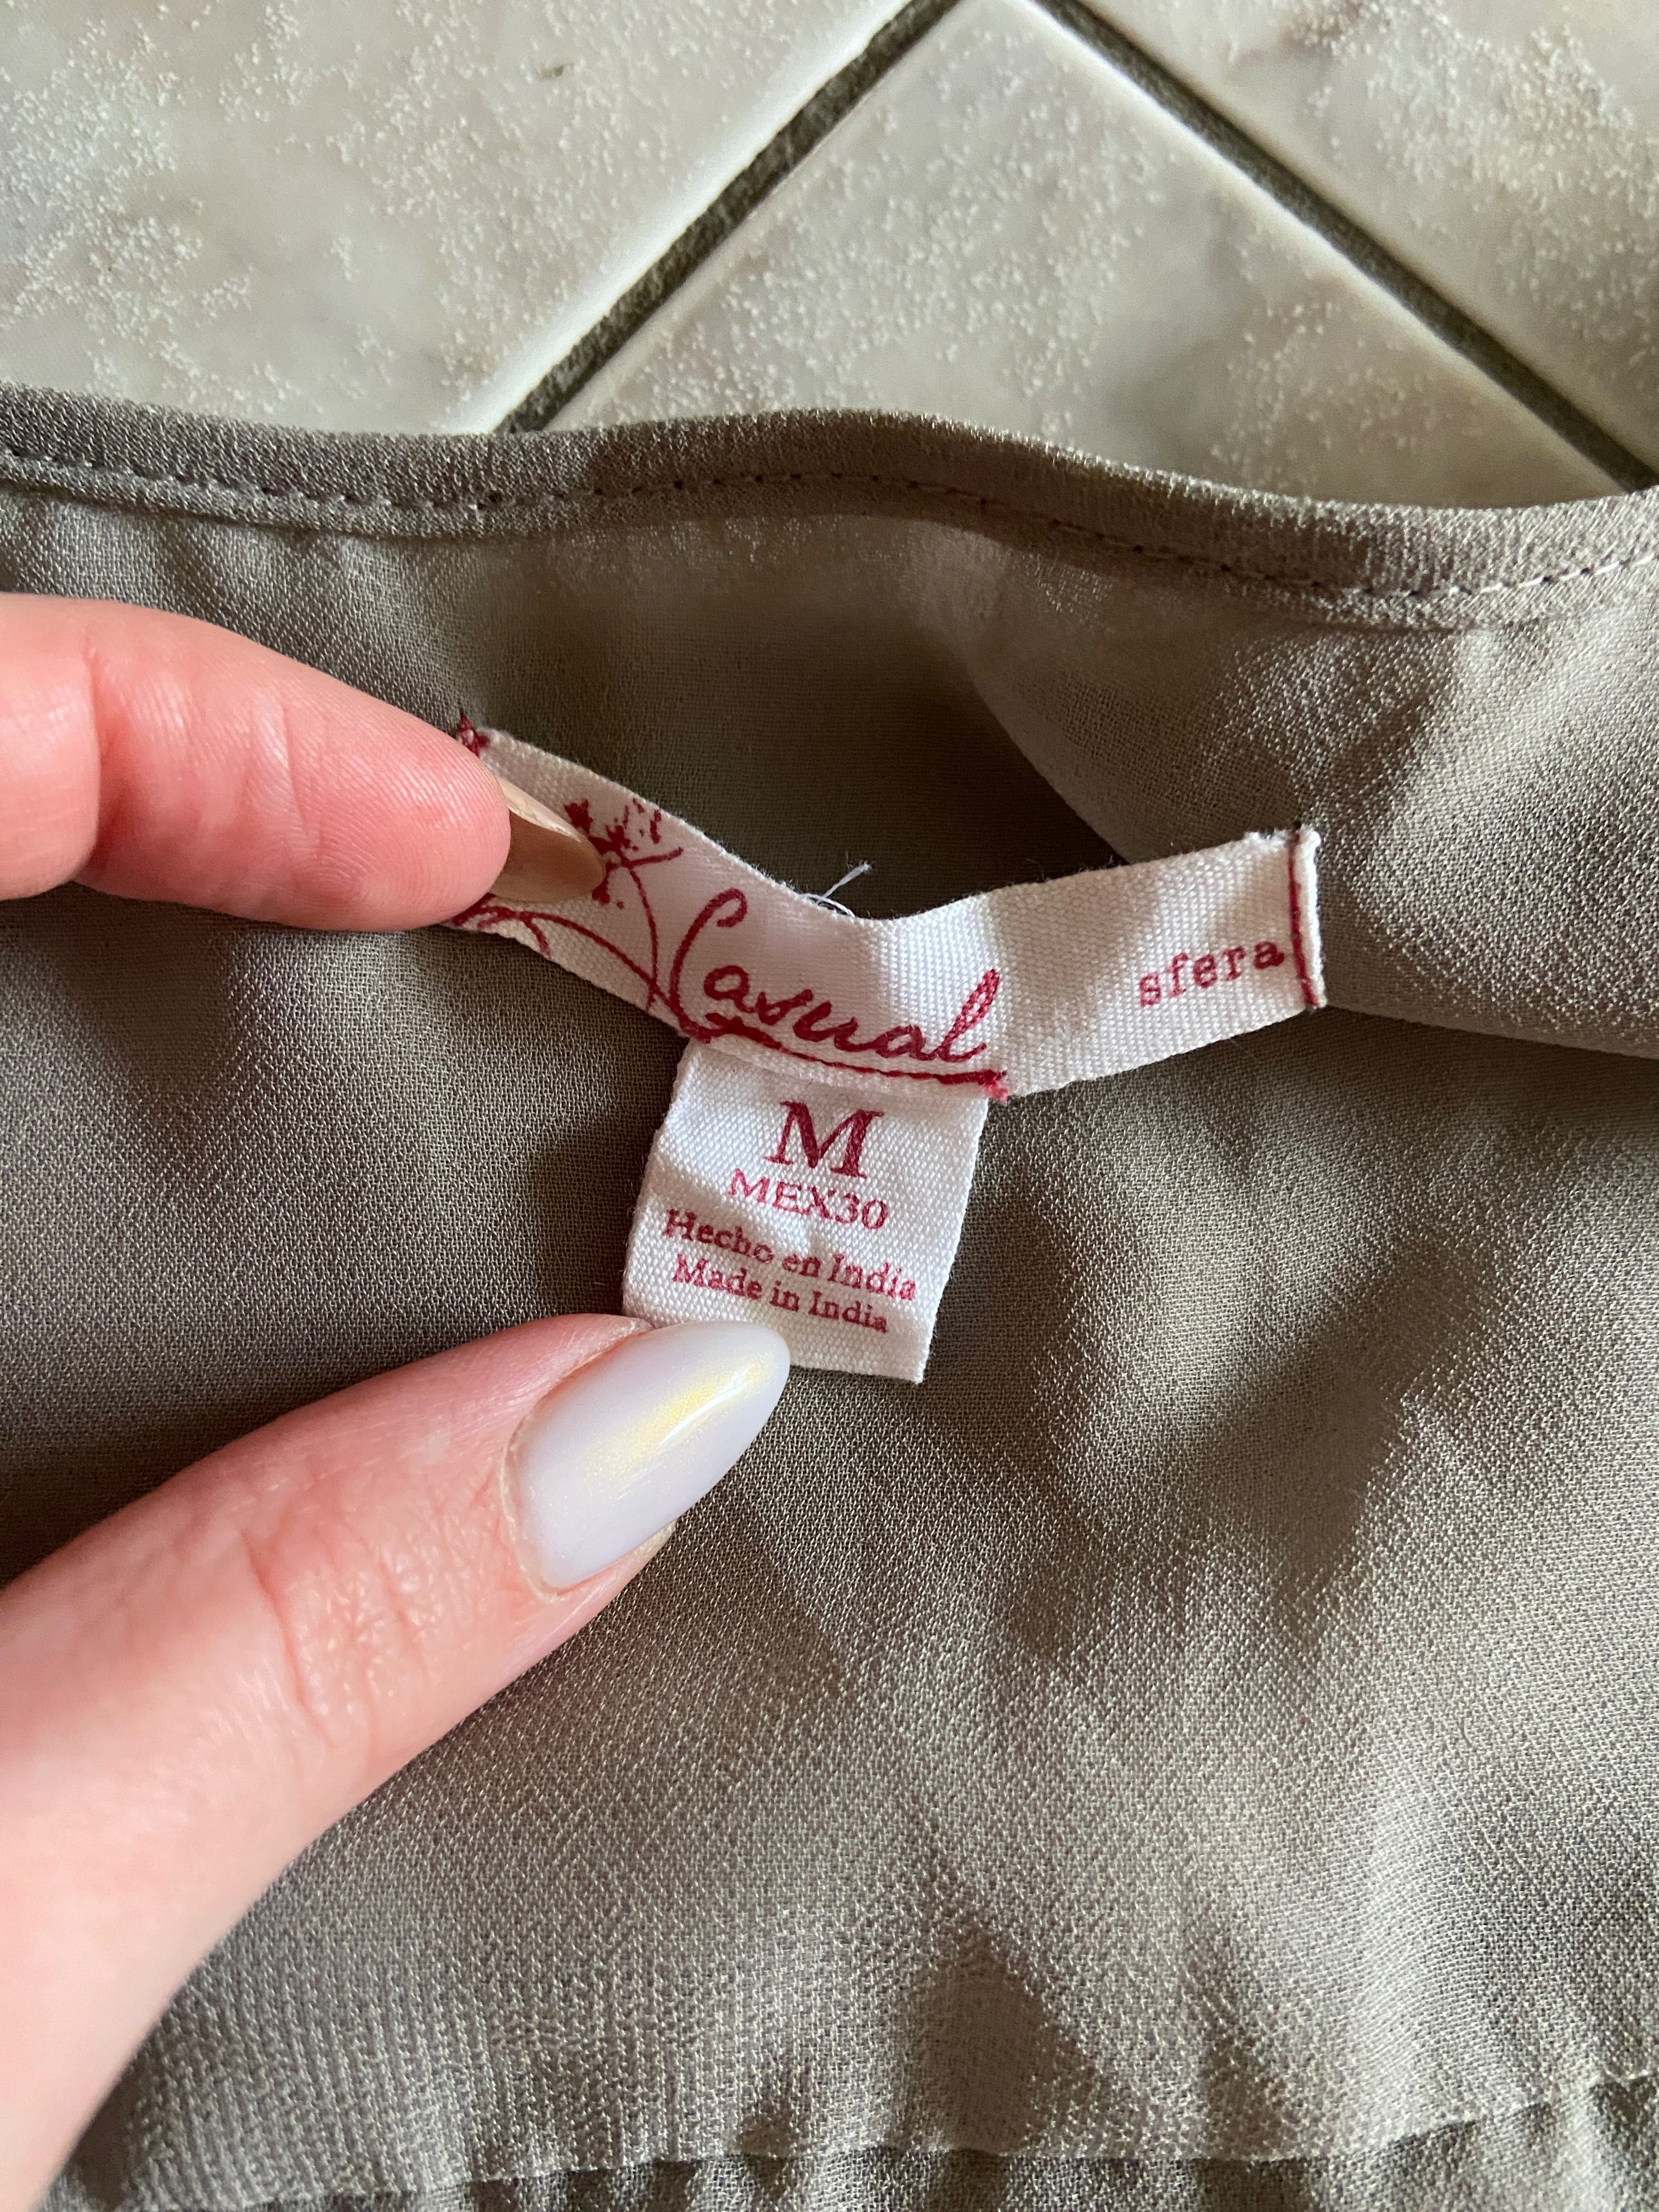 Casual
sfera
M
MEX30
Hecho en India
Made in India